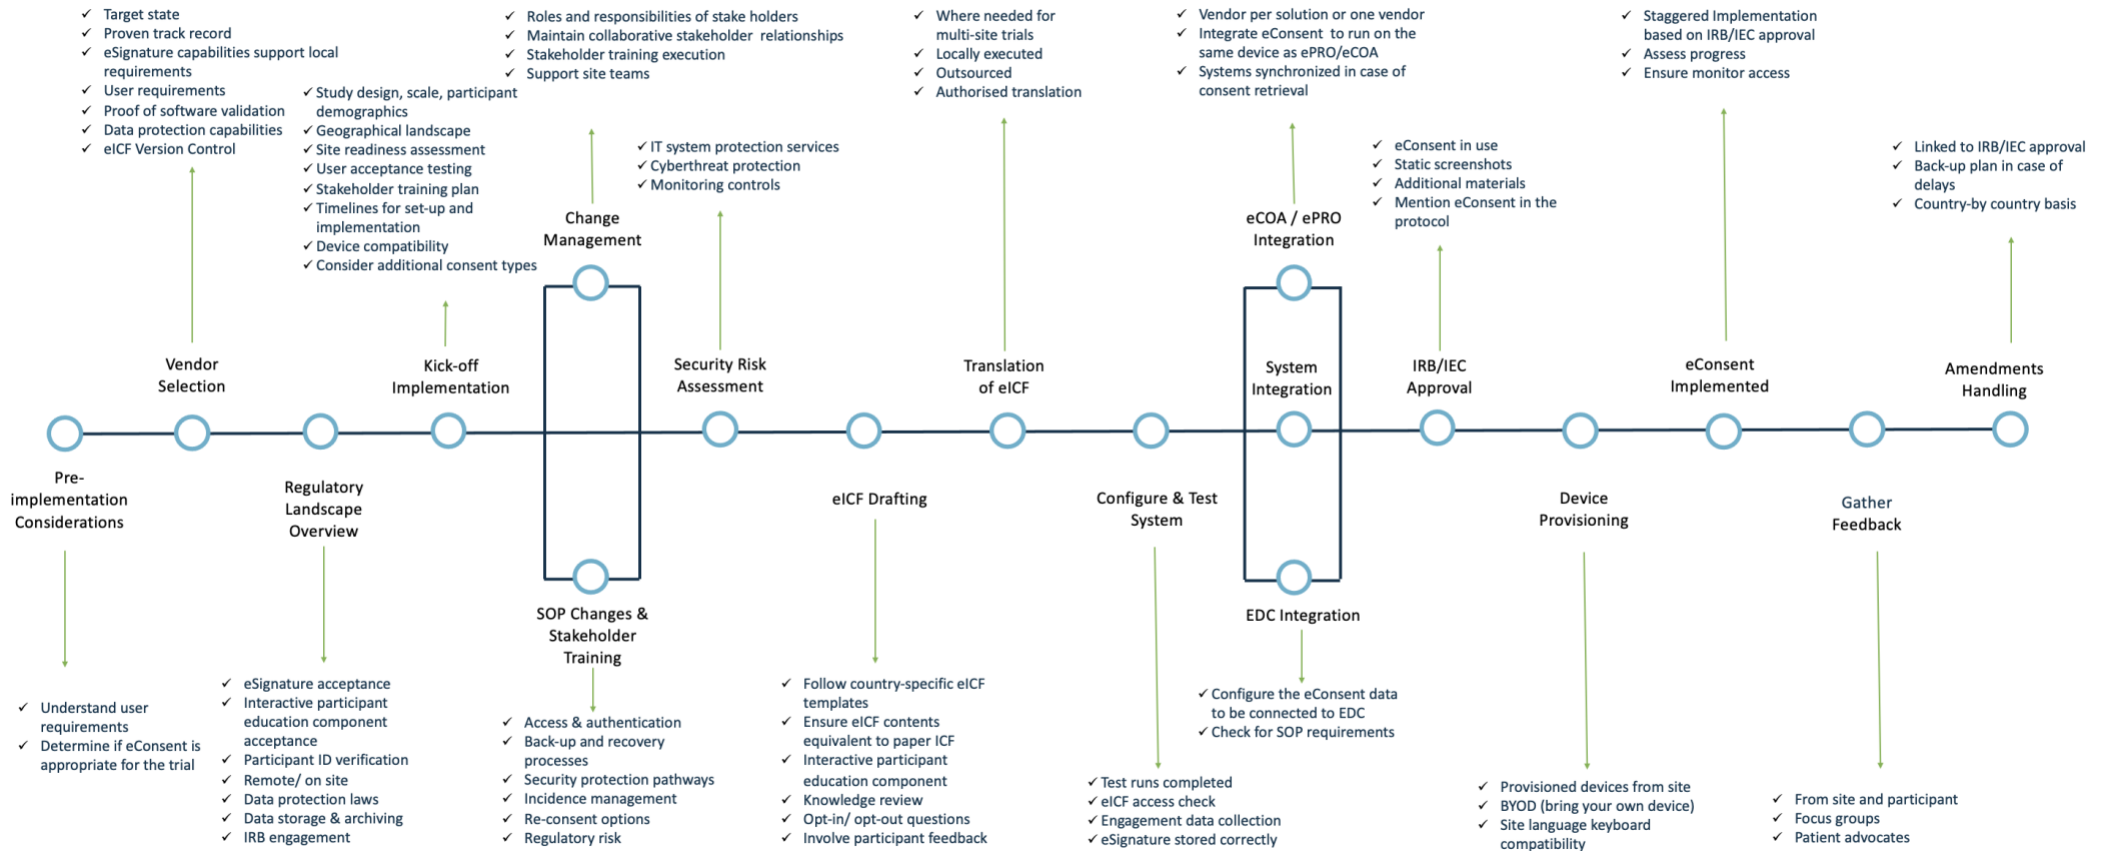 ✓ Target state
✓ Proven track record
✓ eSignature capabilities support local
requirements
✓ User requirements
✓ Proof of software validation
✓ Data protection capabilities
✓ eICF Version Control
Vendor
Selection
✓ Study design, scale, participant
demographics
✓ Geographical landscape
✓ Site readiness assessment
✓ User acceptance testing
✓ Stakeholder training plan
✓ Timelines for set-up and
implementation
✓ Device compatibility
✓ Consider additional consent types
Kick-off
Implementation
✓ Roles and responsibilities of stake holders
✓ Maintain collaborative stakeholder relationships
✓ Stakeholder training execution
✓ Support site teams
Change
Management
✓ IT system protection services
✓ Cyberthreat protection
✓ Monitoring controls
Security Risk
Assessment
✓ Where needed for
multi-site trials
✓ Locally executed
✓ Outsourced
✓ Authorised translation
Translation
of eICF
✓ Vendor per solution or one vendor
✓ Integrate eConsent to run on the
same device as ePRO/eCOA
✓ Systems synchronized in case of
consent retrieval
eCOA / ePRO
Integration
System
Integration
✓ eConsent in use
✓ Static screenshots
✓ Additional materials
✓ Mention eConsent in the
protocol
IRB/IEC
Approval
✓ Staggered Implementation
based on IRB/IEC approval
✓ Assess progress
✓ Ensure monitor access
eConsent
Implemented
✓ Linked to IRB/IEC approval
✓ Back-up plan in case of
delays
✓ Country-by country basis
Amendments
Handling
Pre-
implementation
Considerations
✓ Understand user
requirements
✓ Determine if eConsent is
appropriate for the trial
Regulatory
Landscape
Overview
✓ eSignature acceptance
✓ Interactive participant
education component
acceptance
✓ Participant ID verification
✓ Remote/ on site
✓ Data protection laws
✓ Data storage & archiving
✓ IRB engagement
SOP Changes &
Stakeholder
Training
✓ Access & authentication
✓ Back-up and recovery
processes
✓ Security protection pathways
✓ Incidence management
✓ Re-consent options
✓ Regulatory risk
eICF Drafting
✓ Follow country-specific eICF
templates
✓ Ensure eICF contents
equivalent to paper ICF
✓ Interactive participant
education component
✓ Knowledge review
✓ Opt-in/ opt-out questions
✓ Involve participant feedback
Configure & Test
System
✓ Test runs completed
✓ eICF access check
✓ Engagement data collection
✓ eSignature stored correctly
EDC Integration
✓ Configure the eConsent data
to be connected to EDC
✓ Check for SOP requirements
Device
Provisioning
✓ Provisioned devices from site
✓ BYOD (bring your own device)
✓ Site language keyboard
compatibility
Gather
Feedback
✓ From site and participant
✓ Focus groups
✓ Patient advocates